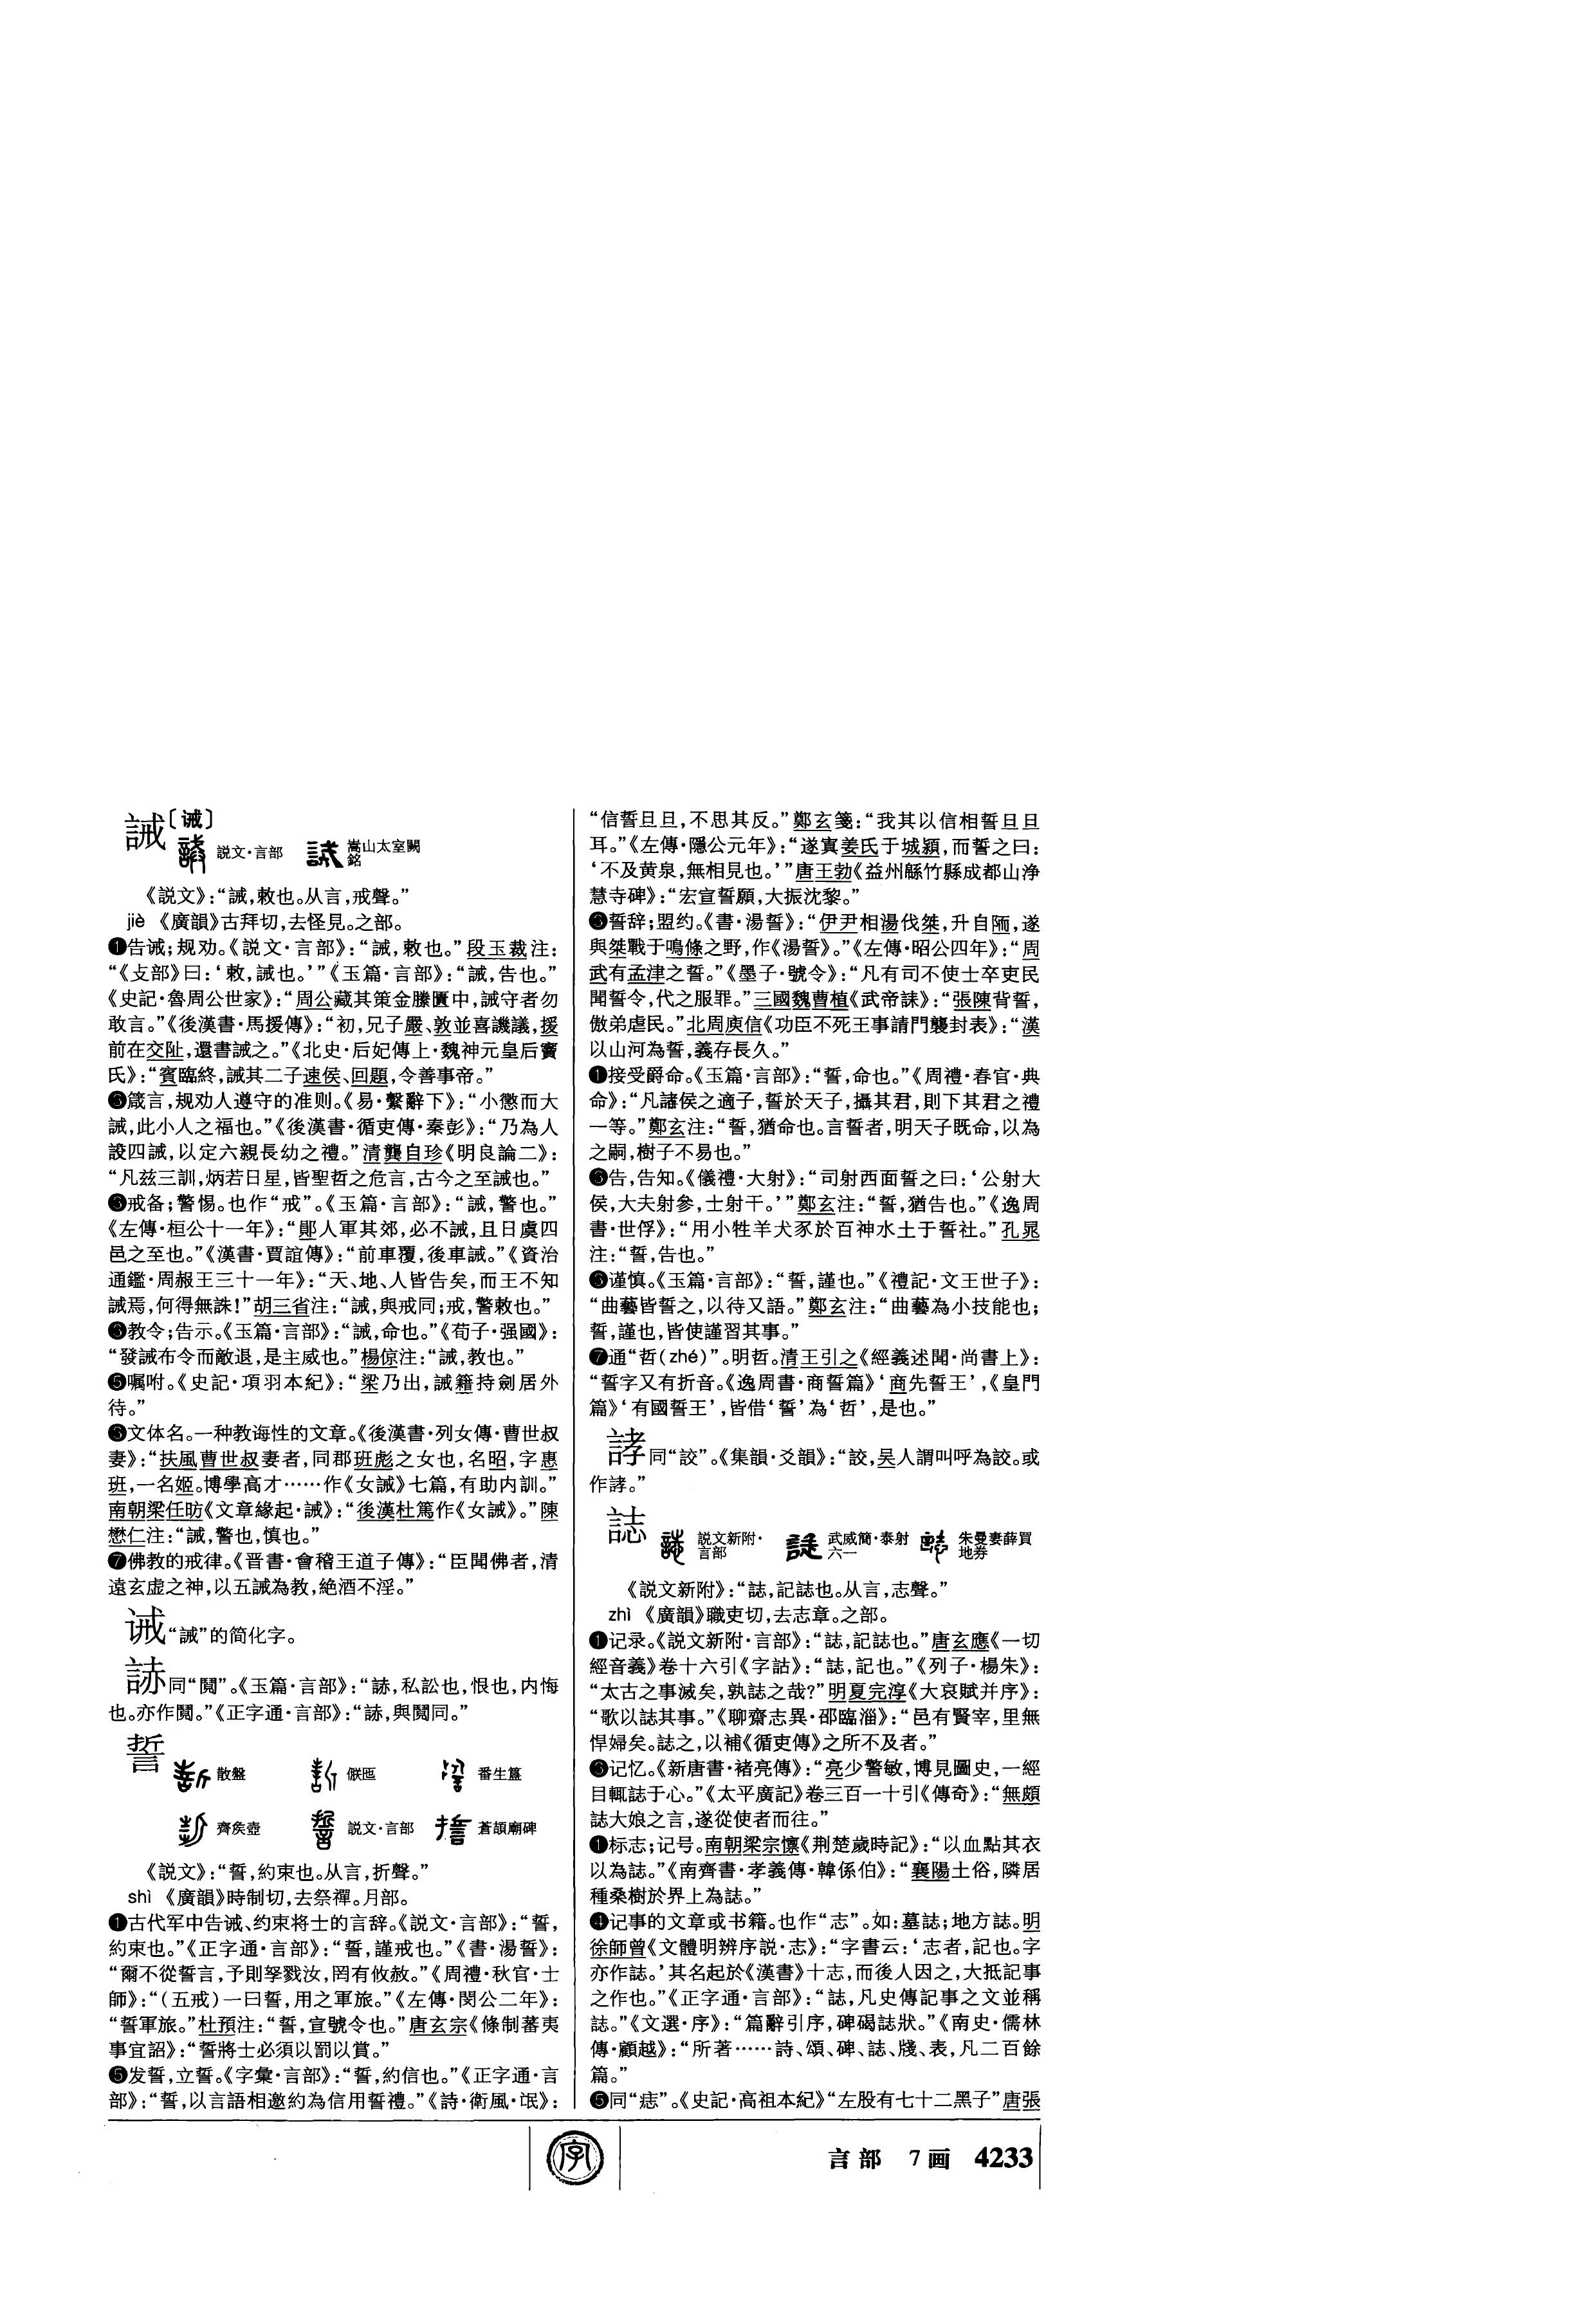 誡〔诫〕
説文·言部 嵩山太室闕銘
《説文》：“誡，敕也。从言，戒聲。”
jiè 《廣韻》古拜切，去怪見。之部。
❶告诫；规劝。《説文·言部》：“誡，敕也。”段玉裁注：
“《攴部》曰：‘敕，誡也。’”《玉篇·言部》：“誡，告也。”
《史記·魯周公世家》：“周公藏其策金縢匱中，誡守者勿
敢言。”《後漢書·馬援傳》：“初，兄子嚴、敦並喜譏議，援
前在交阯，還書誡之。”《北史·后妃傳上·魏神元皇后竇
氏》：“賓臨終，誡其二子速侯、回題，令善事帝。”
❸箴言，规劝人遵守的准则。《易·繫辭下》：“小懲而大
誡，此小人之福也。”《後漢書·循吏傳·秦彭》：“乃為人
設四誡，以定六親長幼之禮。”清龔自珍《明良論二》：
“凡兹三訓，炳若日星，皆聖哲之危言，古今之至誡也。”
❸戒备；警惕。也作“戒”。《玉篇·言部》：“誡，警也。”
《左傳·桓公十一年》：“鄖人軍其郊，必不誡，且日虞四
邑之至也。”《漢書·賈誼傳》：“前車覆，後車誡。”《資治
通鑑·周赧王三十一年》：“天、地、人皆告矣，而王不知
誡焉，何得無誅！”胡三省注：“誡，與戒同；戒，警敕也。”
❸教令；告示。《玉篇·言部》：“誡，命也。”《荀子·强國》：
“發誡布令而敵退，是主威也。”楊倞注：“誡，教也。”
❺嘱咐。《史記·項羽本紀》：“梁乃出，誡籍持劍居外
待。”
❸文体名。一种教诲性的文章。《後漢書·列女傳·曹世叔
妻》：“扶風曹世叔妻者，同郡班彪之女也，名昭，字惠
班，一名姬。博學高才……作《女誡》七篇，有助内訓。”
南朝梁任昉《文章緣起·誡》：“後漢杜篤作《女誡》。”陳
懋仁注：“誡，警也，慎也。”
❼佛教的戒律。《晋書·會稽王道子傳》：“臣聞佛者，清
遠玄虚之神，以五誡為教，絶酒不淫。”
诫“誡”的简化字。
䛳同“䦧”。《玉篇·言部》：“䛳，私訟也，恨也，内悔
也。亦作䦧。”《正字通·言部》：“䛳，與䦧同。”
誓
散盤 㑾匜 番生簋
齊矦壺 説文·言部 蒼頡廟碑
《説文》：“誓，約束也。从言，折聲。”
shì 《廣韻》時制切，去祭禪。月部。
❶古代军中告诫、约束将士的言辞。《説文·言部》：“誓，
約束也。”《正字通·言部》：“誓，謹戒也。”《書·湯誓》：
“爾不從誓言，予則孥戮汝，罔有攸赦。”《周禮·秋官·士
師》：“（五戒）一曰誓，用之軍旅。”《左傳·閔公二年》：
“誓軍旅。”杜預注：“誓，宣號令也。”唐玄宗《條制蕃夷
事宜詔》：“誓將士必須以罰以賞。”
❺发誓，立誓。《字彙·言部》：“誓，約信也。”《正字通·言
部》：“誓，以言語相邀約為信用誓禮。”《詩·衛風·氓》：
“信誓旦旦，不思其反。”鄭玄箋：“我其以信相誓旦旦
耳。”《左傳·隱公元年》：“遂寘姜氏于城潁，而誓之曰：
‘不及黄泉，無相見也。’”唐王勃《益州緜竹縣成都山浄
慧寺碑》：“宏宣誓願，大振沈黎。”
❸誓辞；盟约。《書·湯誓》：“伊尹相湯伐桀，升自陑，遂
與桀戰于鳴條之野，作《湯誓》。”《左傳·昭公四年》：“周
武有孟津之誓。”《墨子·號令》：“凡有司不使士卒吏民
聞誓令，代之服罪。”三國魏曹植《武帝誄》：“張陳背誓，
傲弟虐民。”北周庾信《功臣不死王事請門襲封表》：“漢
以山河為誓，義存長久。”
❶接受爵命。《玉篇·言部》：“誓，命也。”《周禮·春官·典
命》：“凡諸侯之適子，誓於天子，攝其君，則下其君之禮
一等。”鄭玄注：“誓，猶命也。言誓者，明天子既命，以為
之嗣，樹子不易也。”
❸告，告知。《儀禮·大射》：“司射西面誓之曰：‘公射大
侯，大夫射參，士射干。’”鄭玄注：“誓，猶告也。”《逸周
書·世俘》：“用小牲羊犬豕於百神水土于誓社。”孔晁
注：“誓，告也。”
❸谨慎。《玉篇·言部》：“誓，謹也。”《禮記·文王世子》：
“曲藝皆誓之，以待又語。”鄭玄注：“曲藝為小技能也；
誓，謹也，皆使謹習其事。”
❼通“哲（zhé）”。明哲。清王引之《經義述聞·尚書上》：
“誓字又有折音。《逸周書·商誓篇》‘商先誓王’，《皇門
篇》‘有國誓王’，皆借‘誓’為‘哲’，是也。”
誟同“詨”。《集韻·爻韻》：“詨，吴人謂叫呼為詨。或
作誟。”
誌
説文新附·言部 武威簡·泰射六一 朱曼妻薛買地券
《説文新附》：“誌，記誌也。从言，志聲。”
zhì 《廣韻》職吏切，去志章。之部。
❶记录。《説文新附·言部》：“誌，記誌也。”唐玄應《一切
經音義》卷十六引《字詁》：“誌，記也。”《列子·楊朱》：
“太古之事滅矣，孰誌之哉？”明夏完淳《大哀賦并序》：
“歌以誌其事。”《聊齋志異·邵臨淄》：“邑有賢宰，里無
悍婦矣。誌之，以補《循吏傳》之所不及者。”
❸记忆。《新唐書·褚亮傳》：“亮少警敏，博見圖史，一經
目輒誌于心。”《太平廣記》卷三百一十引《傳奇》：“無頗
誌大娘之言，遂從使者而往。”
❶标志；记号。南朝梁宗懔《荆楚歲時記》：“以血點其衣
以為誌。”《南齊書·孝義傳·韓係伯》：“襄陽土俗，隣居
種桑樹於界上為誌。”
❹记事的文章或书籍。也作“志”。如：墓誌；地方誌。明
徐師曾《文體明辨序説·志》：“字書云：‘志者，記也。字
亦作誌。’其名起於《漢書》十志，而後人因之，大抵記事
之作也。”《正字通·言部》：“誌，凡史傳記事之文並稱
誌。”《文選·序》：“篇辭引序，碑碣誌狀。”《南史·儒林
傳·顧越》：“所著……詩、頌、碑、誌、牋、表，凡二百餘
篇。”
❺同“痣”。《史記·高祖本紀》“左股有七十二黑子”唐張
字
言部 7画 4233